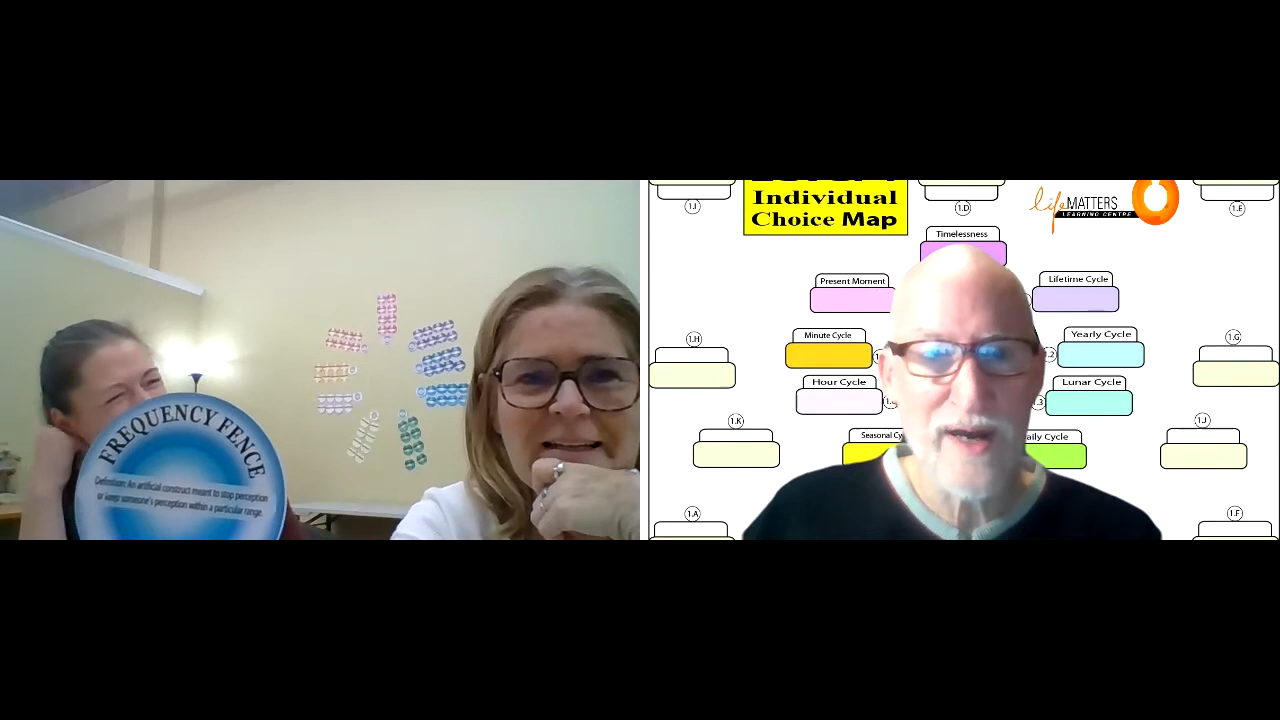 FREQUENCY FENCE
Definition: An artificial construct meant to stop perception
or keep someone's perception within a particular range.
Individual
Choice Map
life MATTERS
LEARNING CENTRE
1.I
1.D
1.E
Timelessness
Present Moment
Lifetime Cycle
1.H
Minute Cycle
Yearly Cycle
1.G
Hour Cycle
Lunar Cycle
1.K
Seasonal Cy
aily Cycle
1.J
1.A
1.F